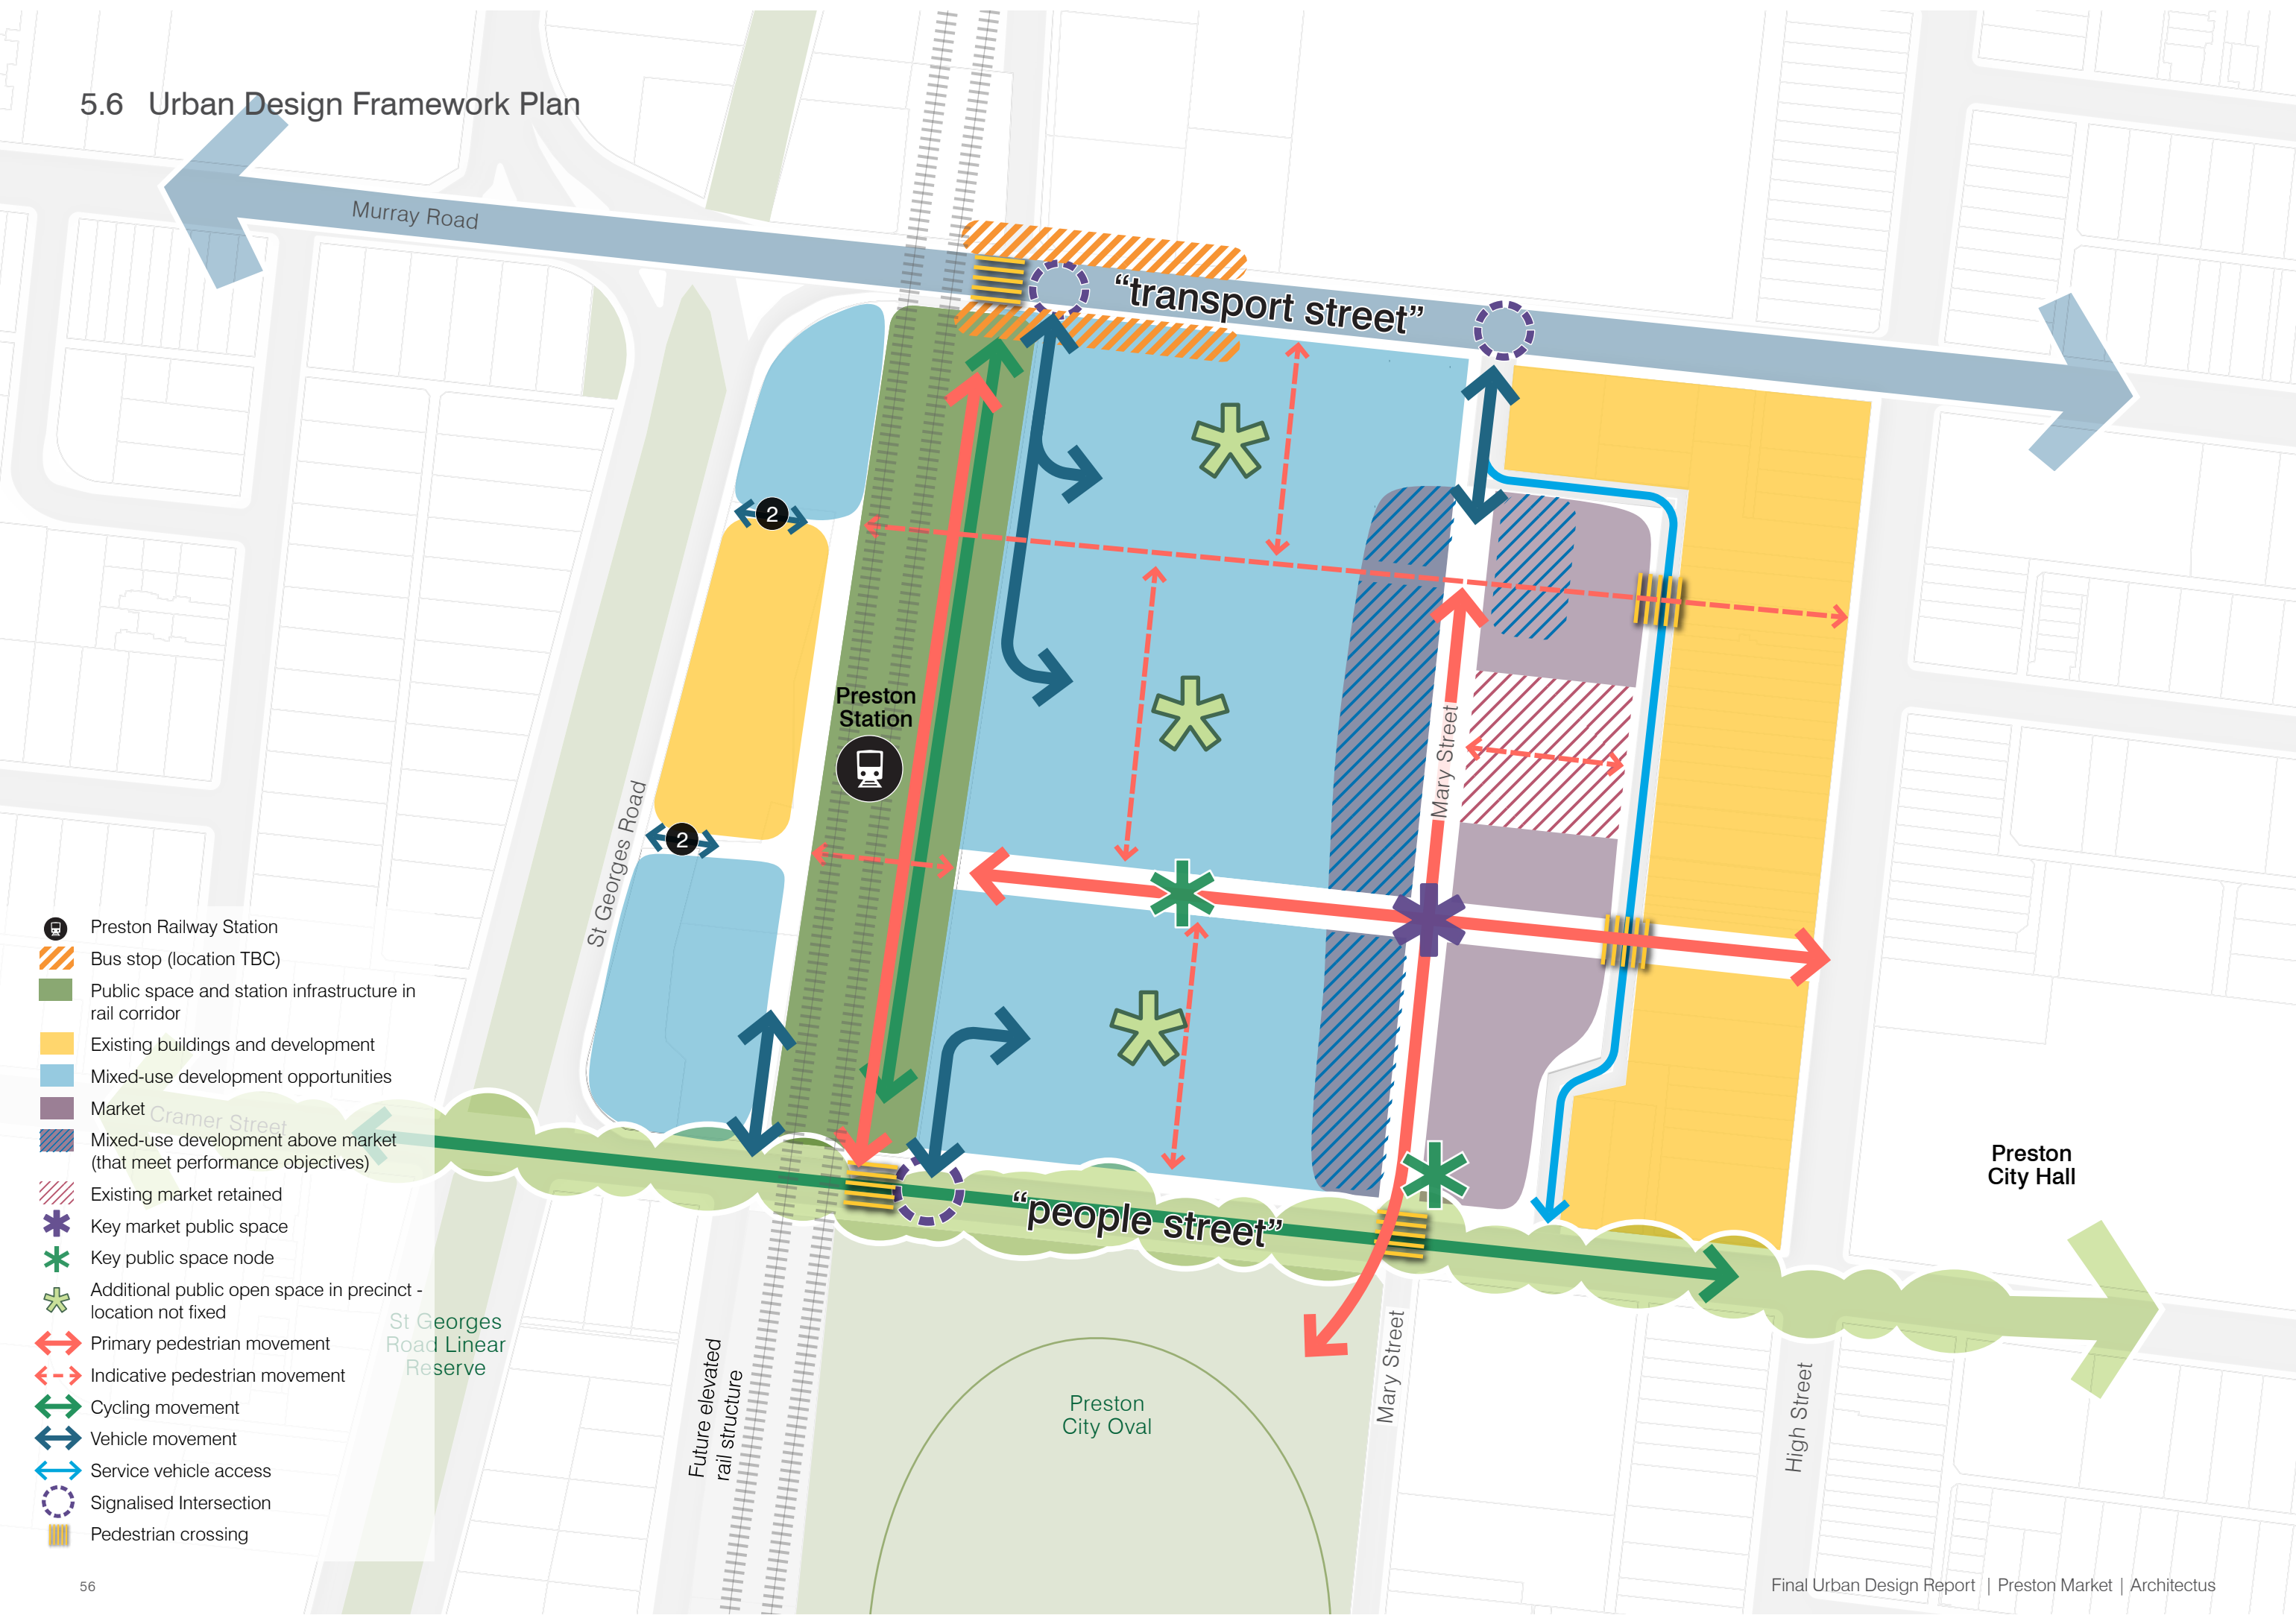 5.6 Urban Design Framework Plan
Murray Road
“transport street”
2
Preston
Station
2
St Georges Road
Mary Street
Preston Railway Station
Bus stop (location TBC)
Public space and station infrastructure in
rail corridor
Existing buildings and development
Mixed-use development opportunities
Market
Mixed-use development above market
(that meet performance objectives)
Existing market retained
Key market public space
Key public space node
Additional public open space in precinct -
location not fixed
Primary pedestrian movement
Indicative pedestrian movement
Cycling movement
Vehicle movement
Service vehicle access
Signalised Intersection
Pedestrian crossing
Cramer Street
“people street”
Preston
City Hall
St Georges
Road Linear
Reserve
Future elevated
rail structure
Preston
City Oval
Mary Street
High Street
56
Final Urban Design Report | Preston Market | Architectus